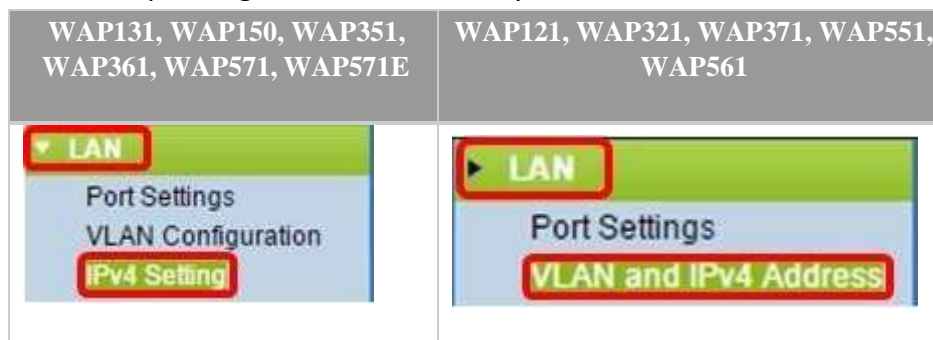 WAP131, WAP150, WAP351,
WAP361, WAP571, WAP571E
WAP121, WAP321, WAP371, WAP551,
WAP561
LAN
Port Settings
VLAN Configuration
IPv4 Setting
LAN
Port Settings
VLAN and IPv4 Address